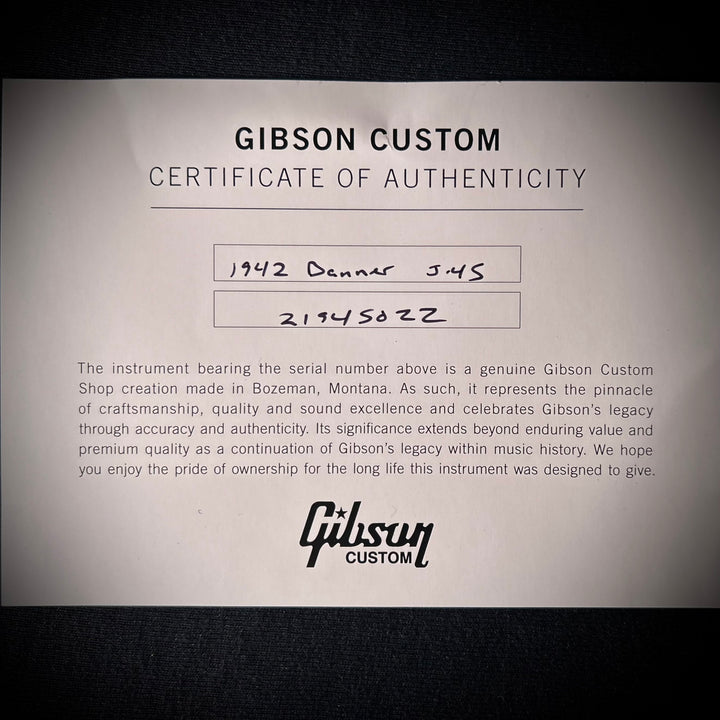 GIBSON CUSTOM
CERTIFICATE OF AUTHENTICITY
1942 Banner J-45
21945022
The instrument bearing the serial number above is a genuine Gibson Custom
Shop creation made in Bozeman, Montana. As such, it represents the pinnacle
of craftsmanship, quality and sound excellence and celebrates Gibson's legacy
through accuracy and authenticity. Its significance extends beyond enduring value and
premium quality as a continuation of Gibson's legacy within music history. We hope
you enjoy the pride of ownership for the long life this instrument was designed to give.
Gibson
CUSTOM